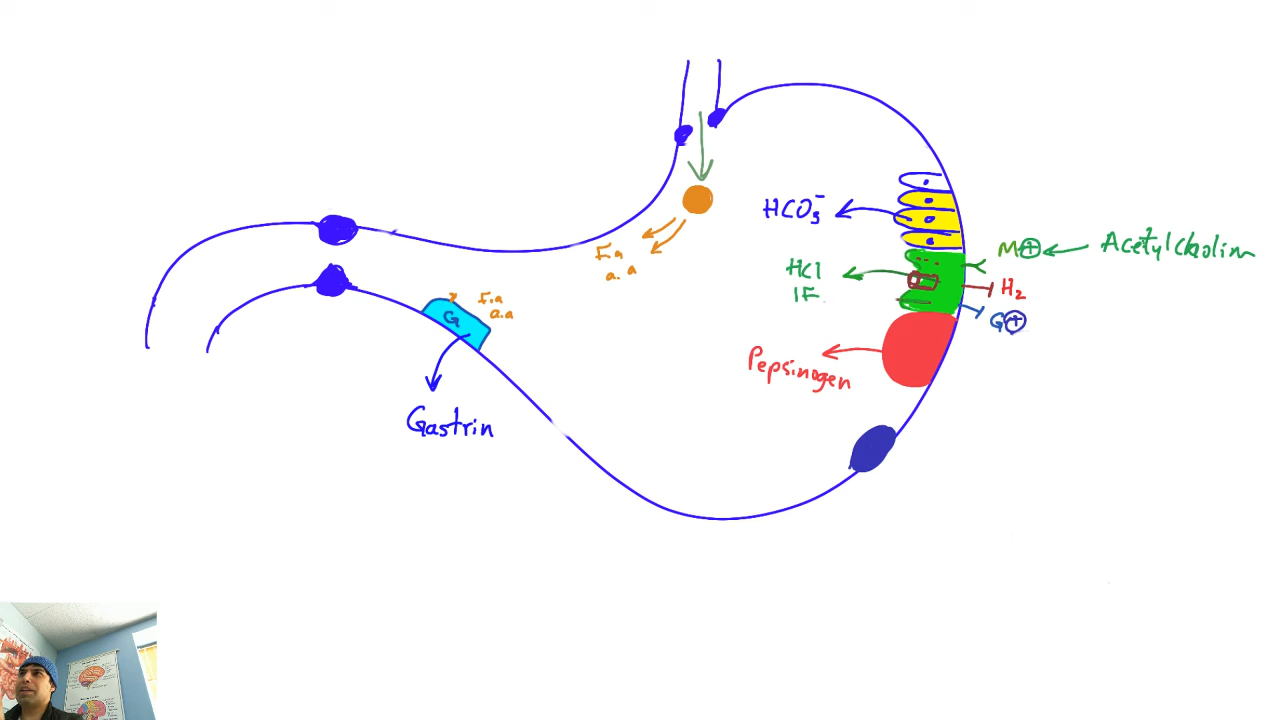 HCO₃⁻
M+
Acetylcholin
HCl
IF
H₂
G+
F.a
a.a
F.a
a.a
G
Pepsinogen
Gastrin